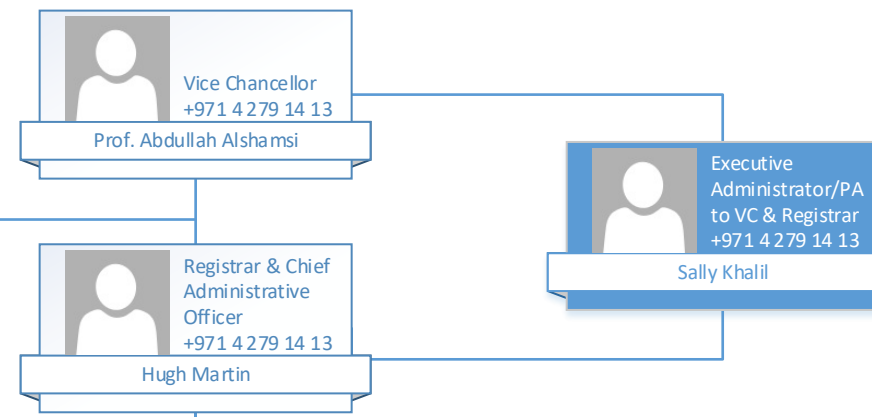 Vice Chancellor
+971 4 279 14 13
Prof. Abdullah Alshamsi
Executive
Administrator/PA
to VC & Registrar
+971 4 279 14 13
Sally Khalil
Registrar & Chief
Administrative
Officer
+971 4 279 14 13
Hugh Martin